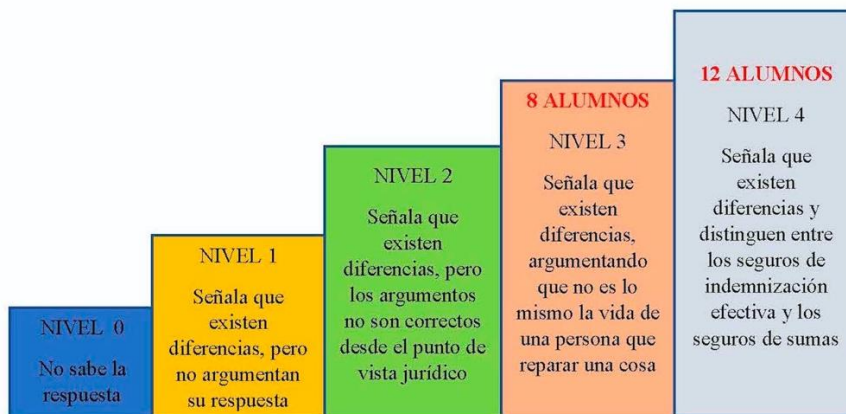 NIVEL 0
No sabe la
respuesta
NIVEL 1
Señala que
existen
diferencias, pero
no argumentan
su respuesta
NIVEL 2
Señala que
existen
diferencias, pero
los argumentos
no son correctos
desde el punto de
vista jurídico
8 ALUMNOS
NIVEL 3
Señala que
existen
diferencias,
argumentando
que no es lo
mismo la vida de
una persona que
reparar una cosa
12 ALUMNOS
NIVEL 4
Señala que
existen
diferencias y
distinguen entre
los seguros de
indemnización
efectiva y los
seguros de sumas